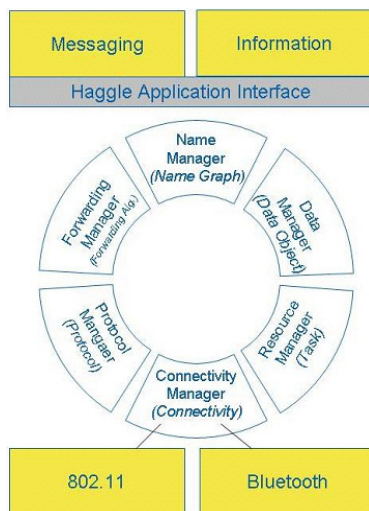 Messaging
Information
Haggle Application Interface
Name
Manager
(Name Graph)
Forwarding
Manager
(Forwarding Alg.)
Data
Manager
(Data Object)
Protocol
Mangaer
(Protocol)
Resource
Manager
(Task)
Connectivity
Manager
(Connectivity)
802.11
Bluetooth